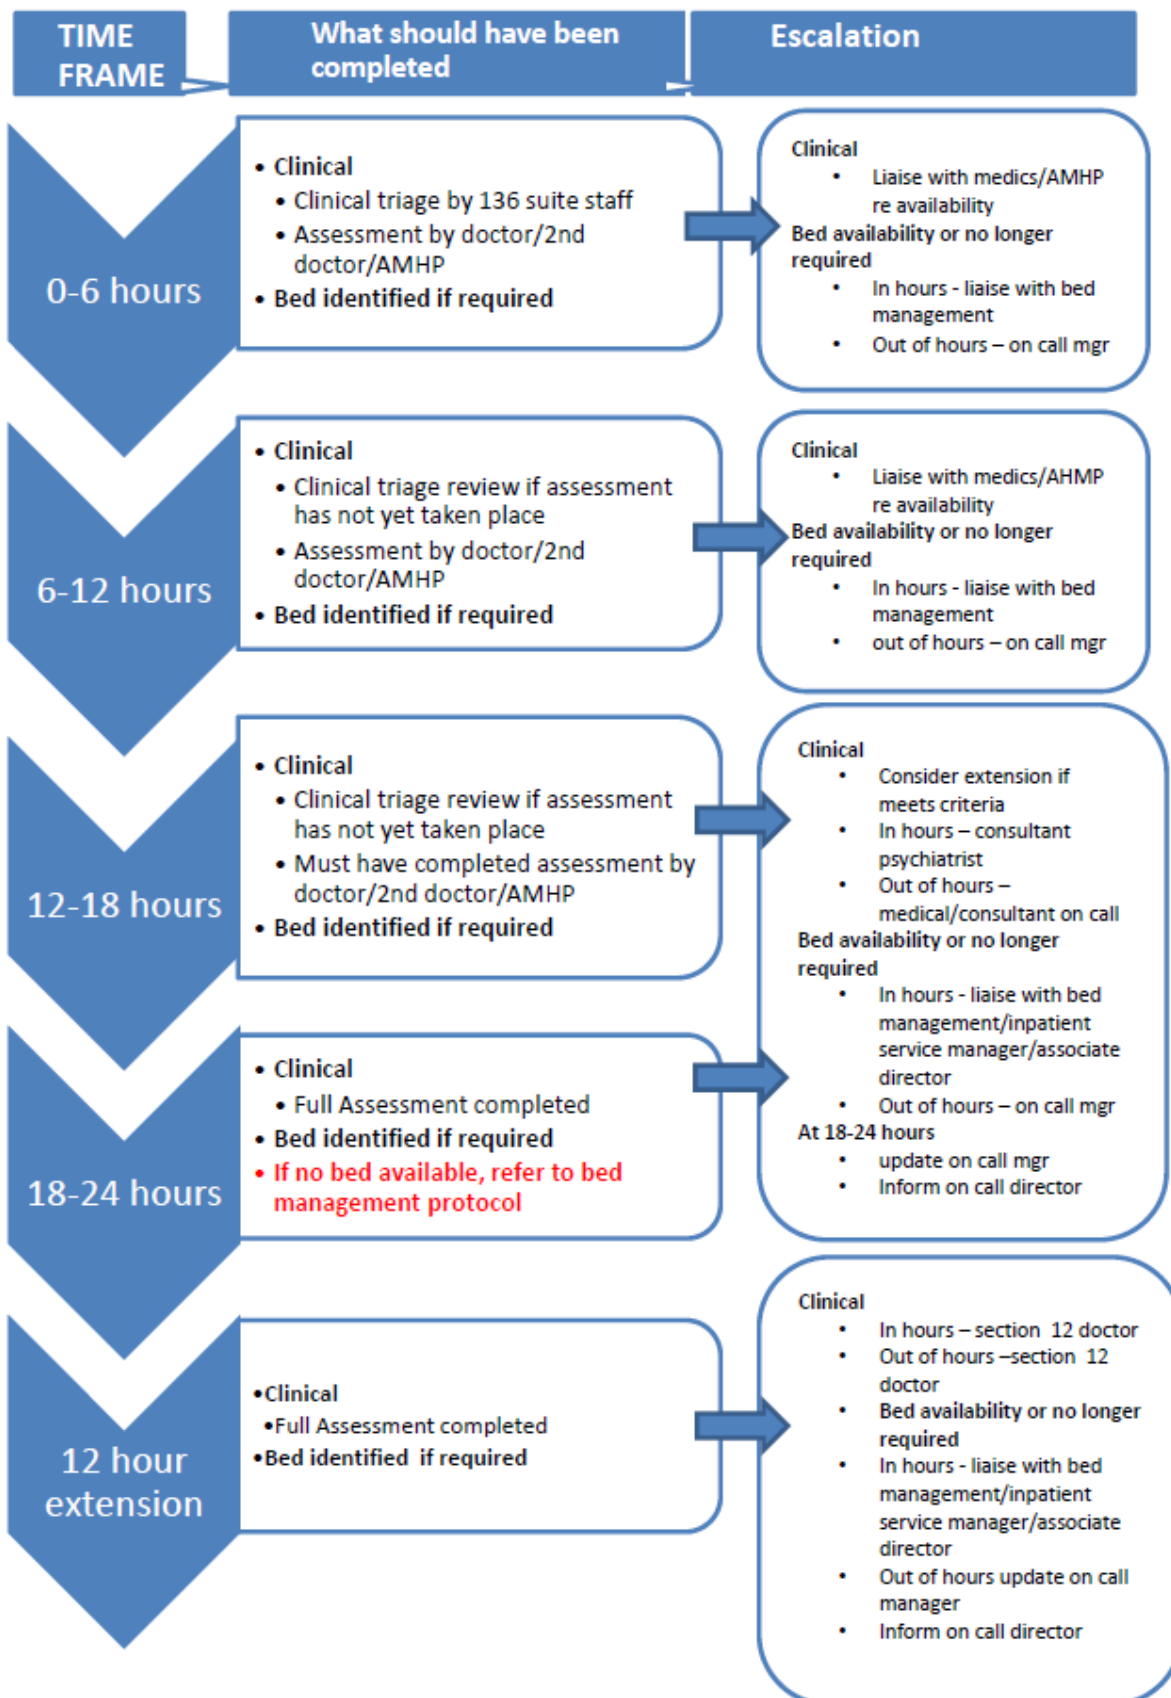 TIME
FRAME
What should have been
completed
Escalation
0-6 hours
• Clinical
• Clinical triage by 136 suite staff
• Assessment by doctor/2nd
doctor/AMHP
• Bed identified if required
Clinical
• Liaise with medics/AMHP
re availability
Bed availability or no longer
required
• In hours - liaise with bed
management
• Out of hours – on call mgr
6-12 hours
• Clinical
• Clinical triage review if assessment
has not yet taken place
• Assessment by doctor/2nd
doctor/AMHP
• Bed identified if required
Clinical
• Liaise with medics/AHMP
re availability
Bed availability or no longer
required
• In hours - liaise with bed
management
• out of hours – on call mgr
12-18 hours
• Clinical
• Clinical triage review if assessment
has not yet taken place
• Must have completed assessment by
doctor/2nd doctor/AMHP
• Bed identified if required
18-24 hours
• Clinical
• Full Assessment completed
• Bed identified if required
• If no bed available, refer to bed
management protocol
Clinical
• Consider extension if
meets criteria
• In hours – consultant
psychiatrist
• Out of hours –
medical/consultant on call
Bed availability or no longer
required
• In hours - liaise with bed
management/inpatient
service manager/associate
director
• Out of hours – on call mgr
At 18-24 hours
• update on call mgr
• Inform on call director
12 hour
extension
•Clinical
•Full Assessment completed
•Bed identified if required
Clinical
• In hours – section 12 doctor
• Out of hours –section 12
doctor
• Bed availability or no longer
required
• In hours - liaise with bed
management/inpatient
service manager/associate
director
• Out of hours update on call
manager
• Inform on call director